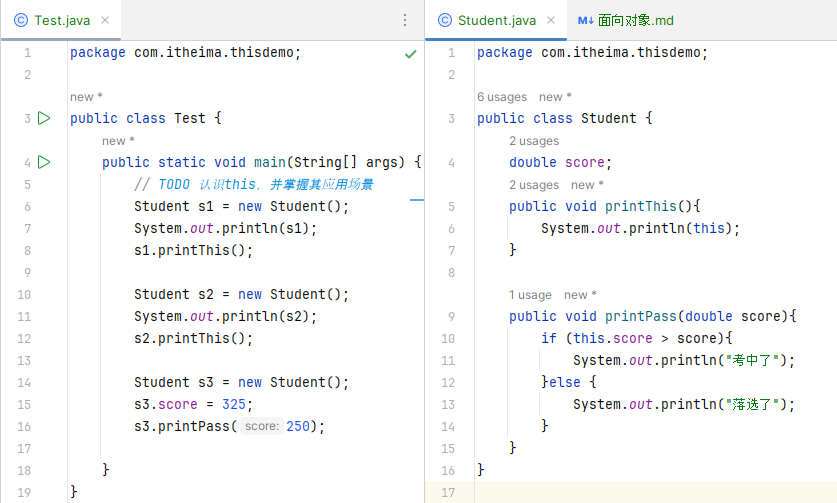 Test.java
1 package com.itheima.thisdemo;
2
new *
3 public class Test {
new *
4 public static void main(String[] args) {
5 // TODO 认识this，并掌握其应用场景
6 Student s1 = new Student();
7 System.out.println(s1);
8 s1.printThis();
9
10 Student s2 = new Student();
11 System.out.println(s2);
12 s2.printThis();
13
14 Student s3 = new Student();
15 s3.score = 325;
16 s3.printPass( score: 250);
17
18 }
19 }
Student.java
M↓ 面向对象.md
1 package com.itheima.thisdemo;
2
6 usages new *
3 public class Student {
2 usages
4 double score;
2 usages new *
5 public void printThis(){
6 System.out.println(this);
7 }
8
1 usage new *
9 public void printPass(double score){
10 if (this.score > score){
11 System.out.println("考中了");
12 }else {
13 System.out.println("落选了");
14 }
15 }
16 }
17